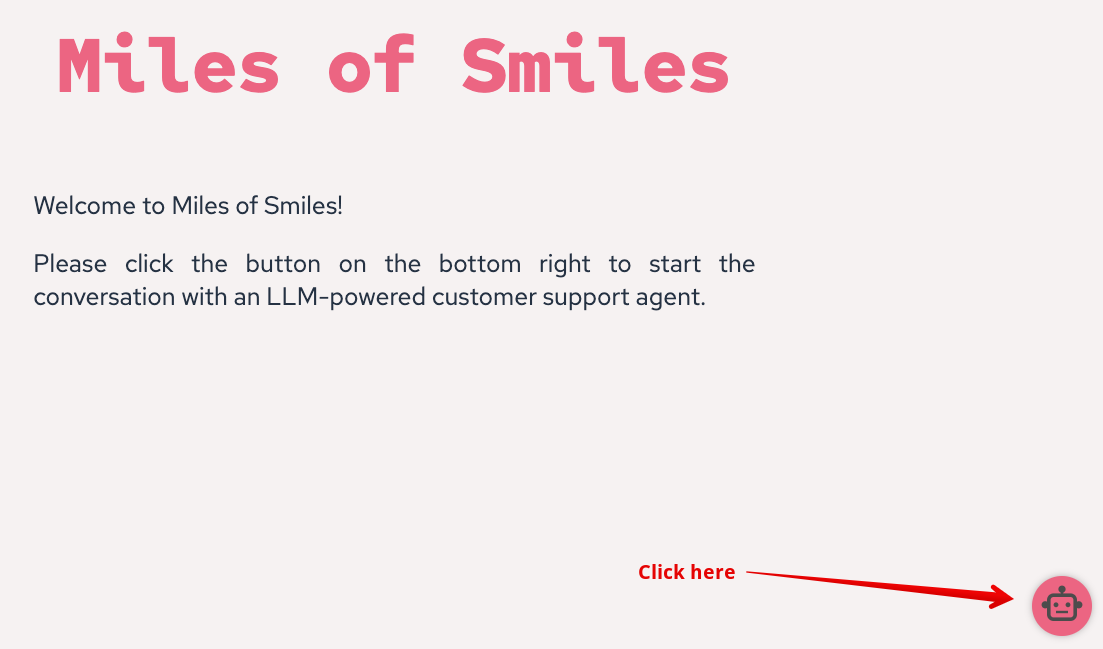 Miles of Smiles
Welcome to Miles of Smiles!
Please click the button on the bottom right to start the
conversation with an LLM-powered customer support agent.
Click here